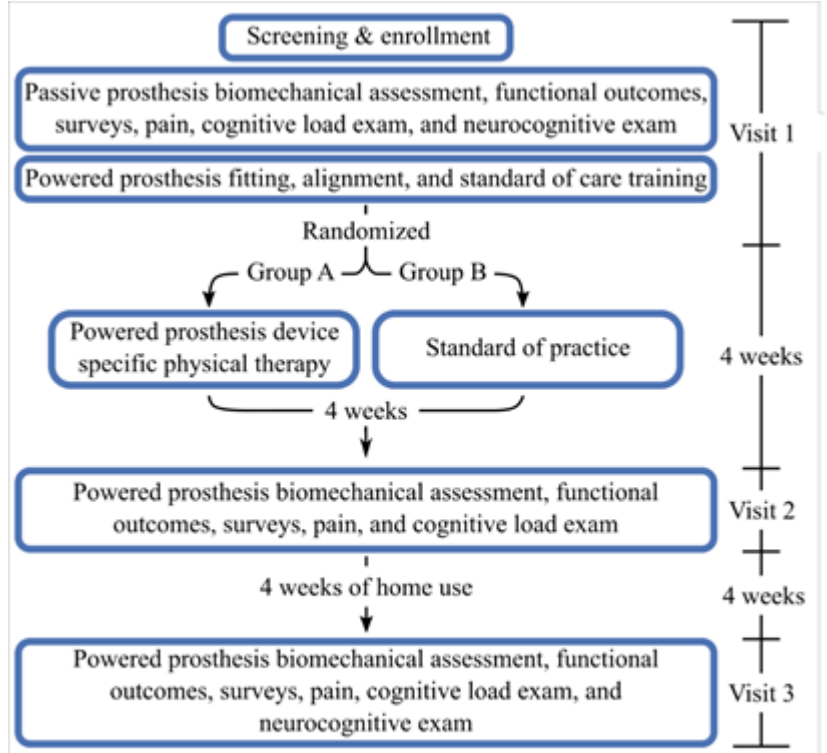 Screening & enrollment
Passive prosthesis biomechanical assessment, functional outcomes,
surveys, pain, cognitive load exam, and neurocognitive exam
Visit 1
Powered prosthesis fitting, alignment, and standard of care training
Randomized
Group A
Group B
Powered prosthesis device
specific physical therapy
Standard of practice
4 weeks
4 weeks
Powered prosthesis biomechanical assessment, functional
outcomes, surveys, pain, and cognitive load exam
Visit 2
4 weeks of home use
4 weeks
Powered prosthesis biomechanical assessment, functional
outcomes, surveys, pain, cognitive load exam, and
neurocognitive exam
Visit 3